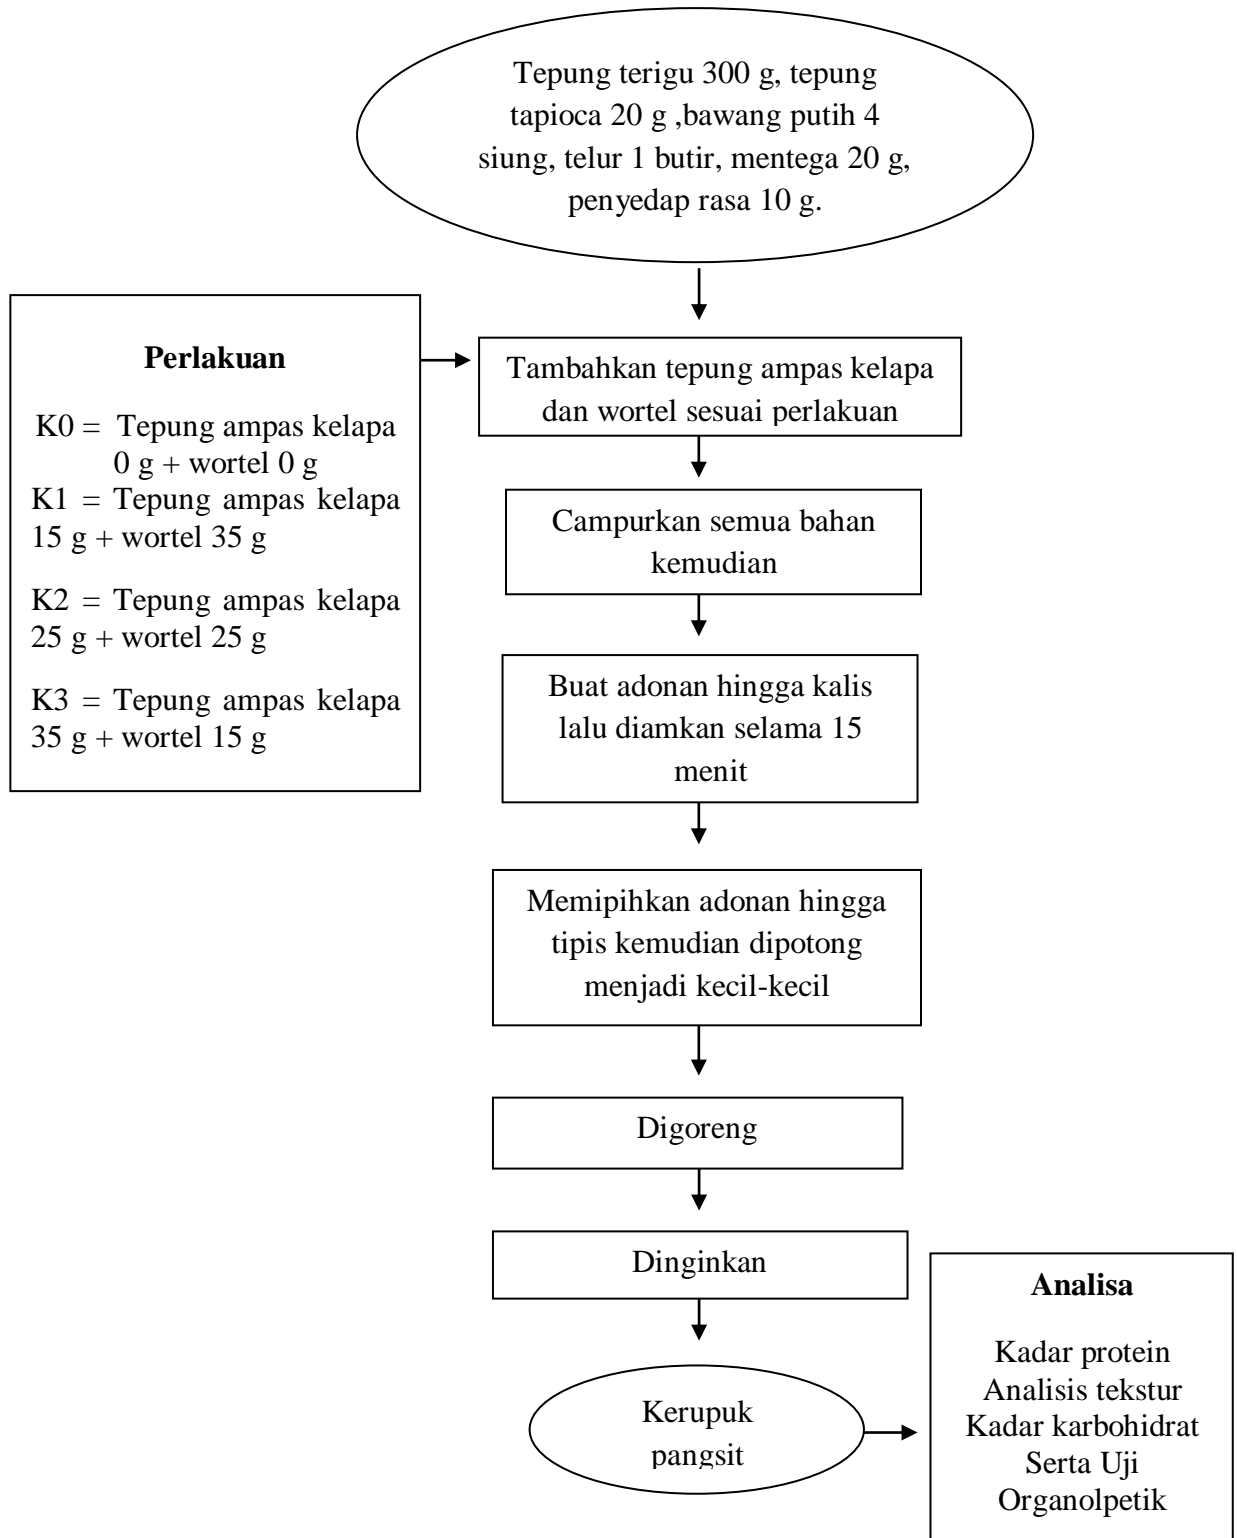 Tepung terigu 300 g, tepung
tapioca 20 g ,bawang putih 4
siung, telur 1 butir, mentega 20 g,
penyedap rasa 10 g.
Perlakuan
K0 = Tepung ampas kelapa
0 g + wortel 0 g
K1 = Tepung ampas kelapa
15 g + wortel 35 g
K2 = Tepung ampas kelapa
25 g + wortel 25 g
K3 = Tepung ampas kelapa
35 g + wortel 15 g
Tambahkan tepung ampas kelapa
dan wortel sesuai perlakuan
Campurkan semua bahan
kemudian
Buat adonan hingga kalis
lalu diamkan selama 15
menit
Memipihkan adonan hingga
tipis kemudian dipotong
menjadi kecil-kecil
Digoreng
Dinginkan
Kerupuk
pangsit
Analisa
Kadar protein
Analisis tekstur
Kadar karbohidrat
Serta Uji
Organolpetik